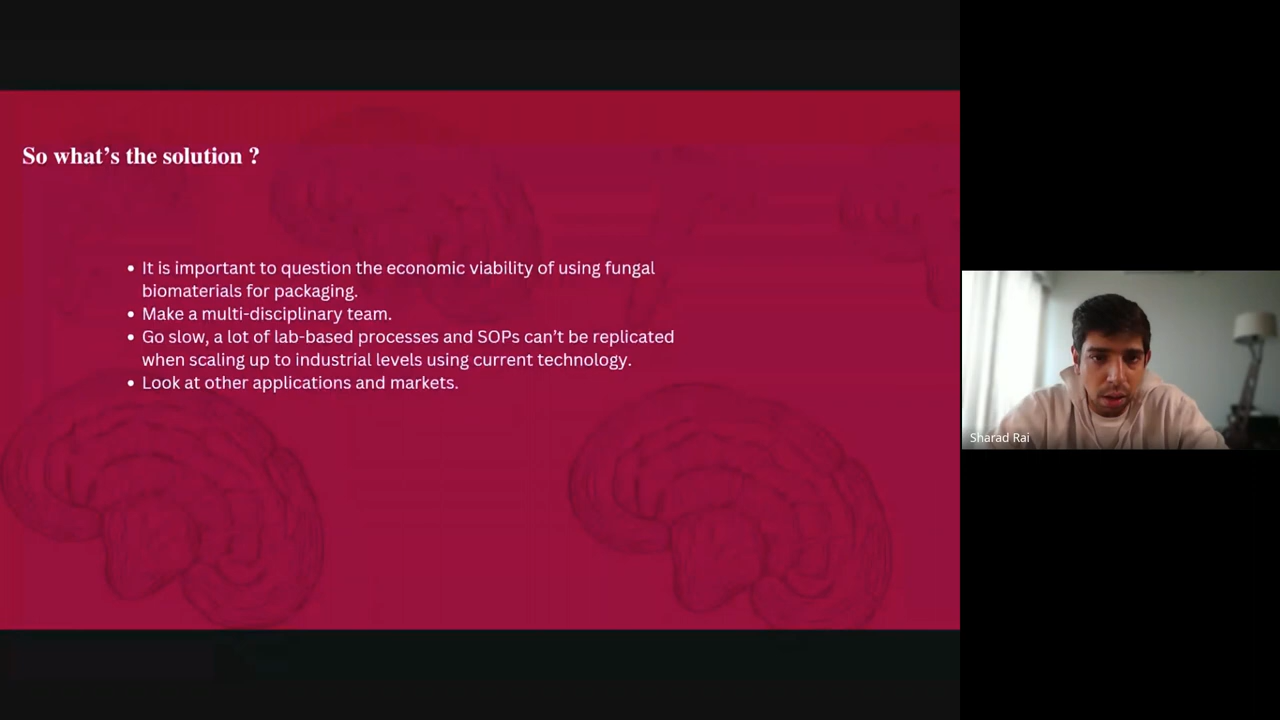 So what’s the solution ?
• It is important to question the economic viability of using fungal
biomaterials for packaging.
• Make a multi-disciplinary team.
• Go slow, a lot of lab-based processes and SOPs can’t be replicated
when scaling up to industrial levels using current technology.
• Look at other applications and markets.
Sharad Rai